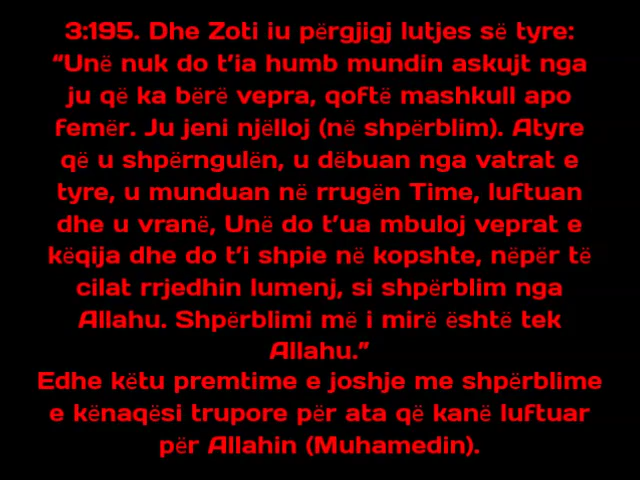 3:195. Dhe Zoti iu përgjigj lutjes së tyre:
“Unë nuk do t’ia humb mundin askujt nga
ju që ka bërë vepra, qoftë mashkull apo
femër. Ju jeni njëlloj (në shpërblim). Atyre
që u shpërngulën, u dëbuan nga vatrat e
tyre, u munduan në rrugën Time, luftuan
dhe u vranë, Unë do t’ua mbuloj veprat e
këqija dhe do t’i shpie në kopshte, nëpër të
cilat rrjedhin lumenj, si shpërblim nga
Allahu. Shpërblimi më i mirë është tek
Allahu.”
Edhe këtu premtime e joshje me shpërblime
e kënaqësi trupore për ata që kanë luftuar
për Allahin (Muhamedin).